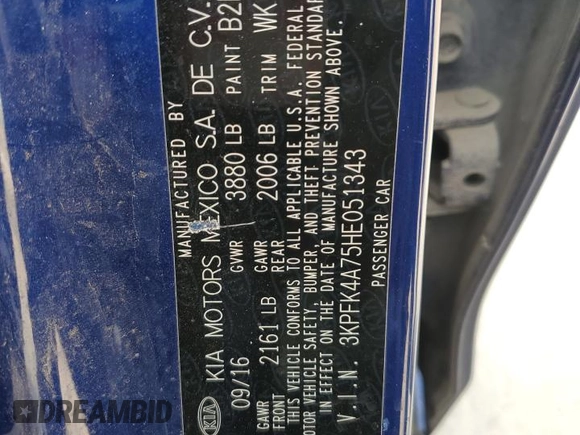 MANUFACTURED BY
KIA KIA MOTORS MEXICO S.A. DE C.V.
09/16 GVWR 3880 LB PAINT B2
GAWR FRONT 2161 LB GAWR REAR 2006 LB TRIM WK
THIS VEHICLE CONFORMS TO ALL APPLICABLE U.S.A. FEDERAL
MOTOR VEHICLE SAFETY, BUMPER, AND THEFT PREVENTION STANDARD
IN EFFECT ON THE DATE OF MANUFACTURE SHOWN ABOVE.
V.I.N. 3KPFK4A75HE051343
PASSENGER CAR
DREAMBID